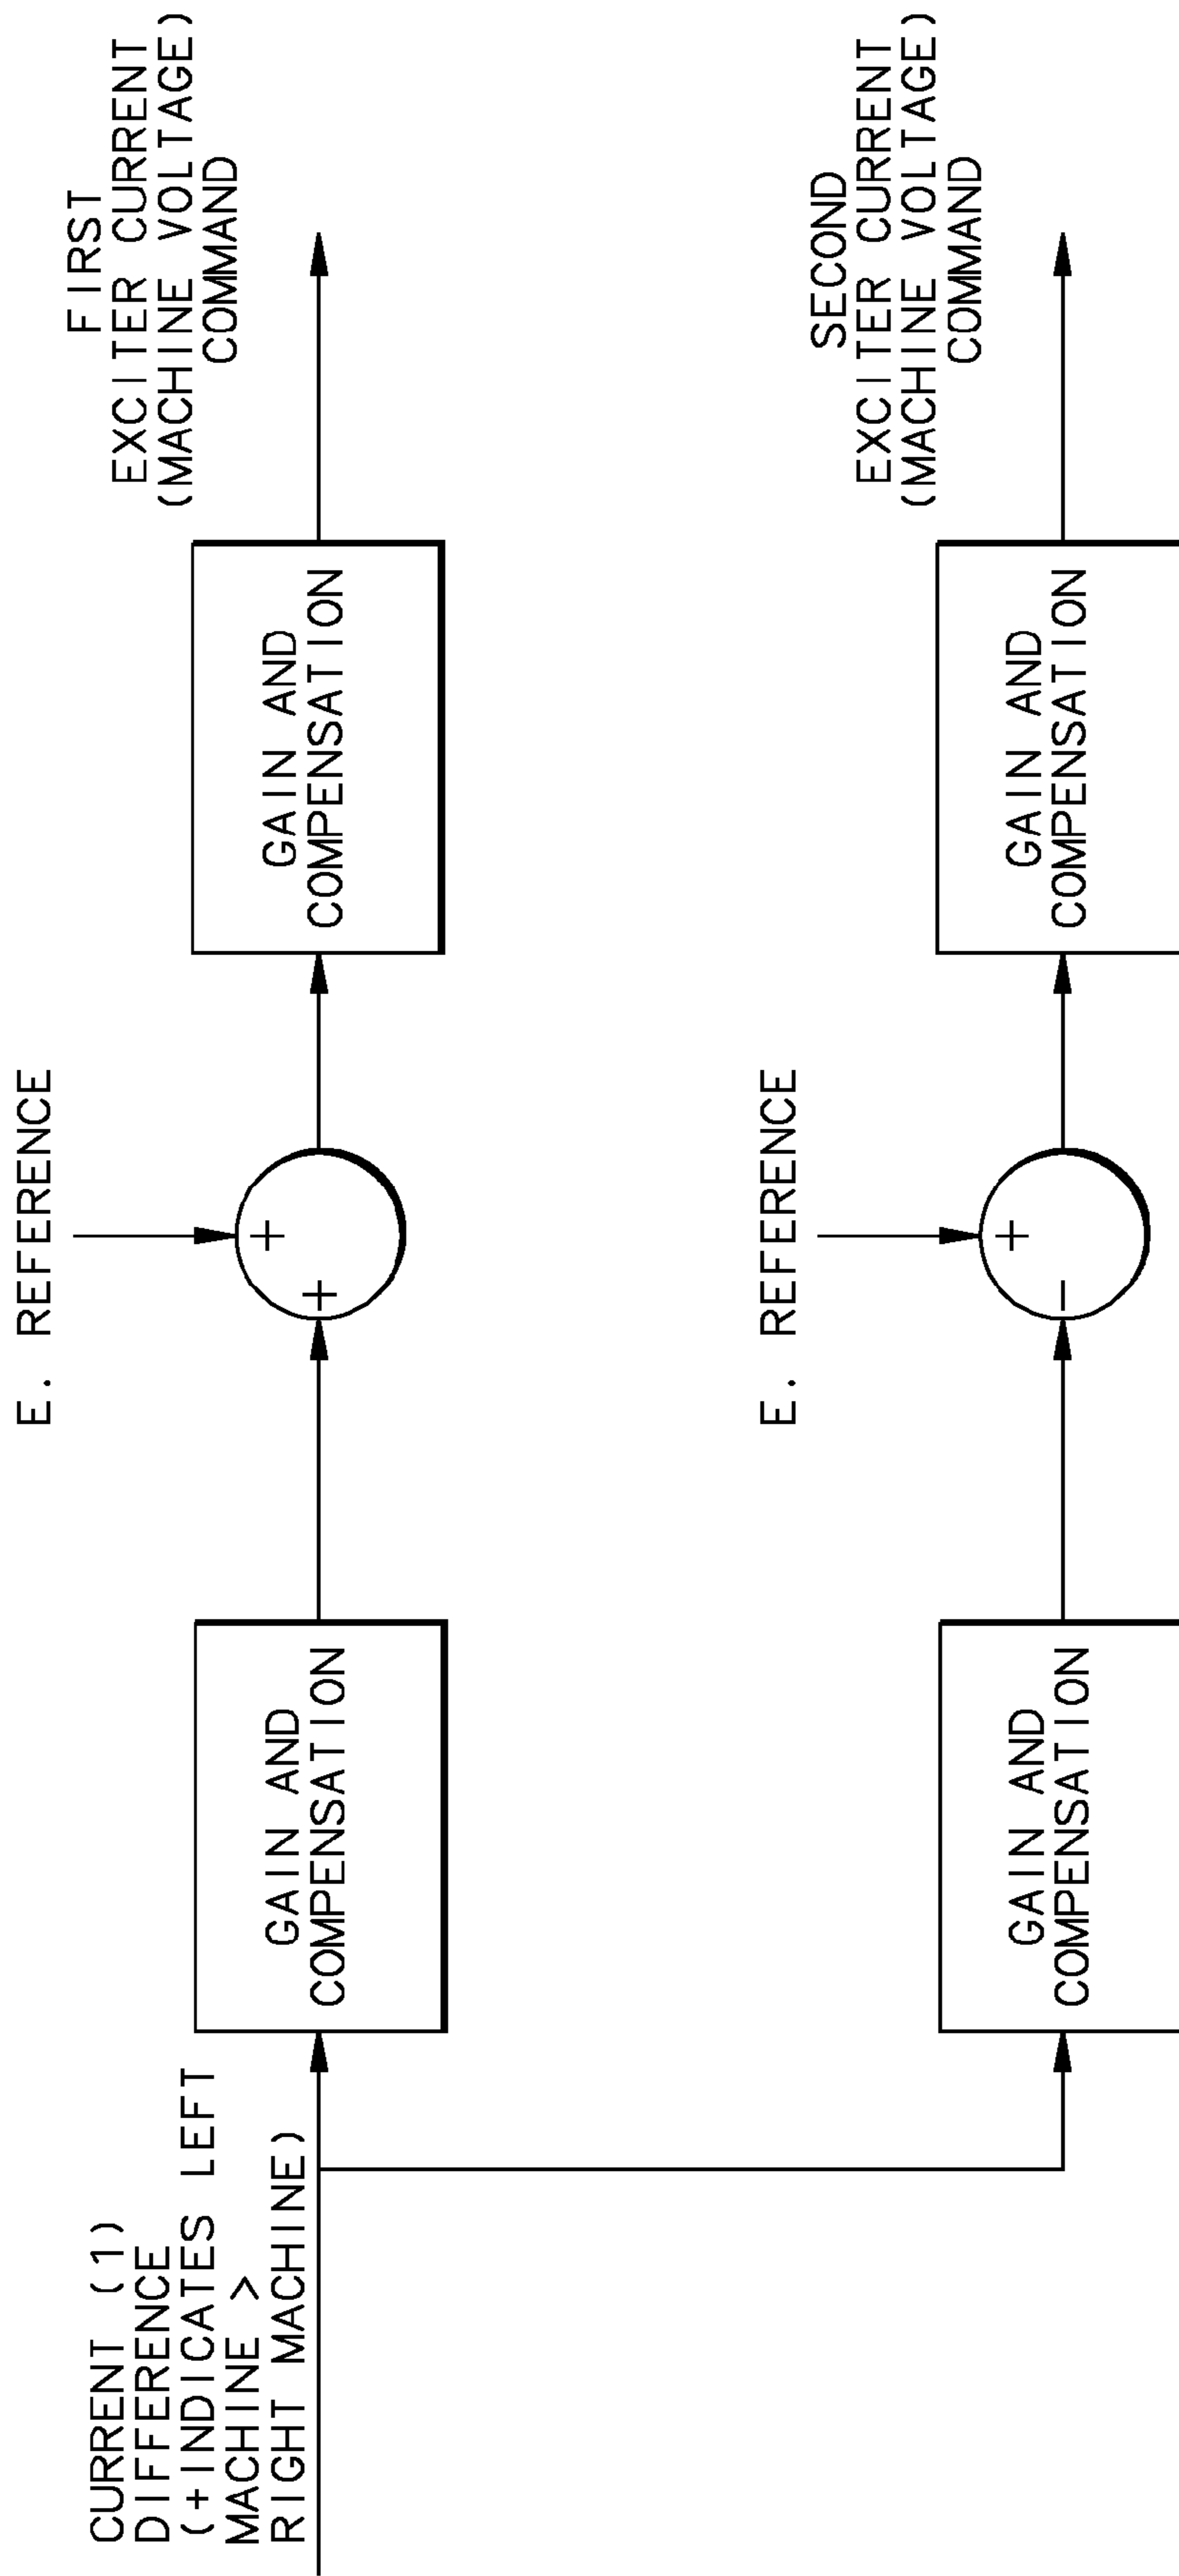 CURRENT (1)
DIFFERENCE
(+INDICATES LEFT
MACHINE >
RIGHT MACHINE)
GAIN AND
COMPENSATION
E. REFERENCE
+
+
GAIN AND
COMPENSATION
FIRST
EXCITER CURRENT
(MACHINE VOLTAGE)
COMMAND
GAIN AND
COMPENSATION
E. REFERENCE
+
-
GAIN AND
COMPENSATION
SECOND
EXCITER CURRENT
(MACHINE VOLTAGE)
COMMAND